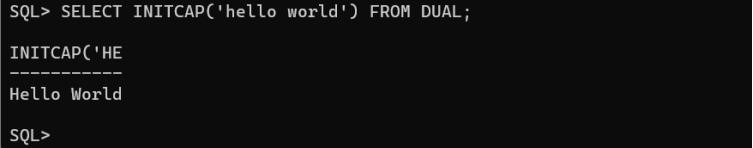 SQL> SELECT INITCAP('hello world') FROM DUAL;
INITCAP('HE
-----------
Hello World
SQL>